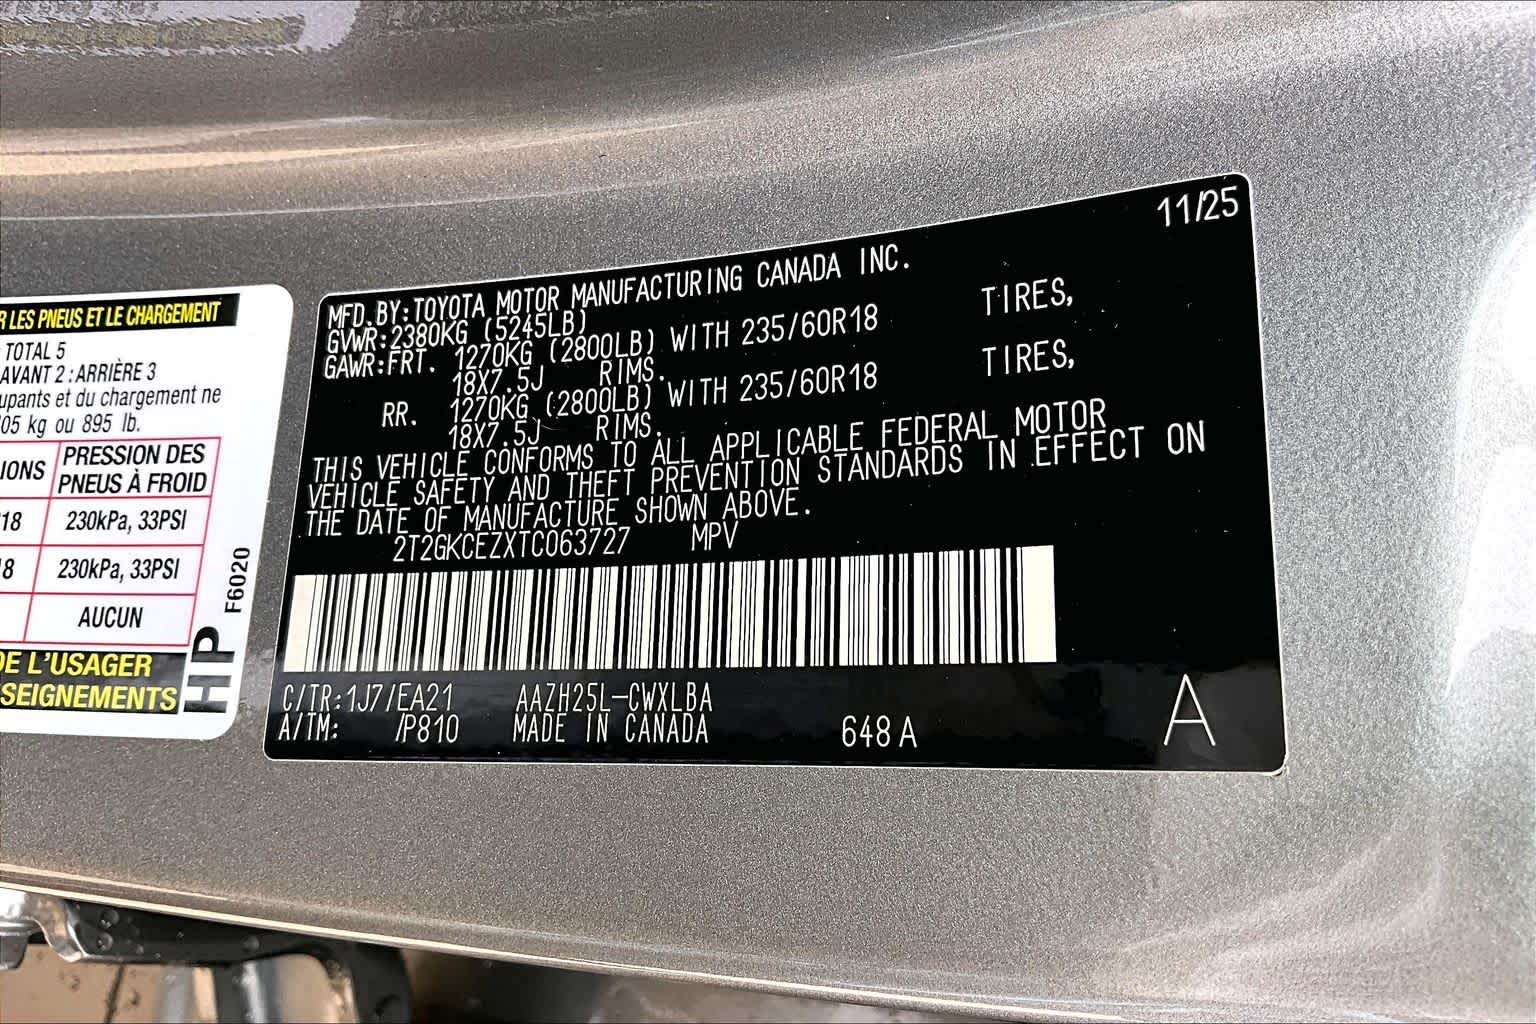 R LES PNEUS ET LE CHARGEMENT
TOTAL 5
AVANT 2 : ARRIÈRE 3
upants et du chargement ne
05 kg ou 895 lb.
IONS PRESSION DES PNEUS À FROID
18 230kPa, 33PSI
8 230kPa, 33PSI
AUCUN
DE L'USAGER
SEIGNEMENTS
HP F6020
11/25
MFD.BY:TOYOTA MOTOR MANUFACTURING CANADA INC.
GVWR:2380KG (5245LB)
GAWR:FRT. 1270KG (2800LB) WITH 235/60R18 TIRES,
18X7.5J RIMS.
RR. 1270KG (2800LB) WITH 235/60R18 TIRES,
18X7.5J RIMS.
THIS VEHICLE CONFORMS TO ALL APPLICABLE FEDERAL MOTOR
VEHICLE SAFETY AND THEFT PREVENTION STANDARDS IN EFFECT ON
THE DATE OF MANUFACTURE SHOWN ABOVE.
2T2GKCEZXTC063727 MPV
C/TR:1J7/EA21 AAZH25L-CWXLBA
A/TM: /P810 MADE IN CANADA 648A A